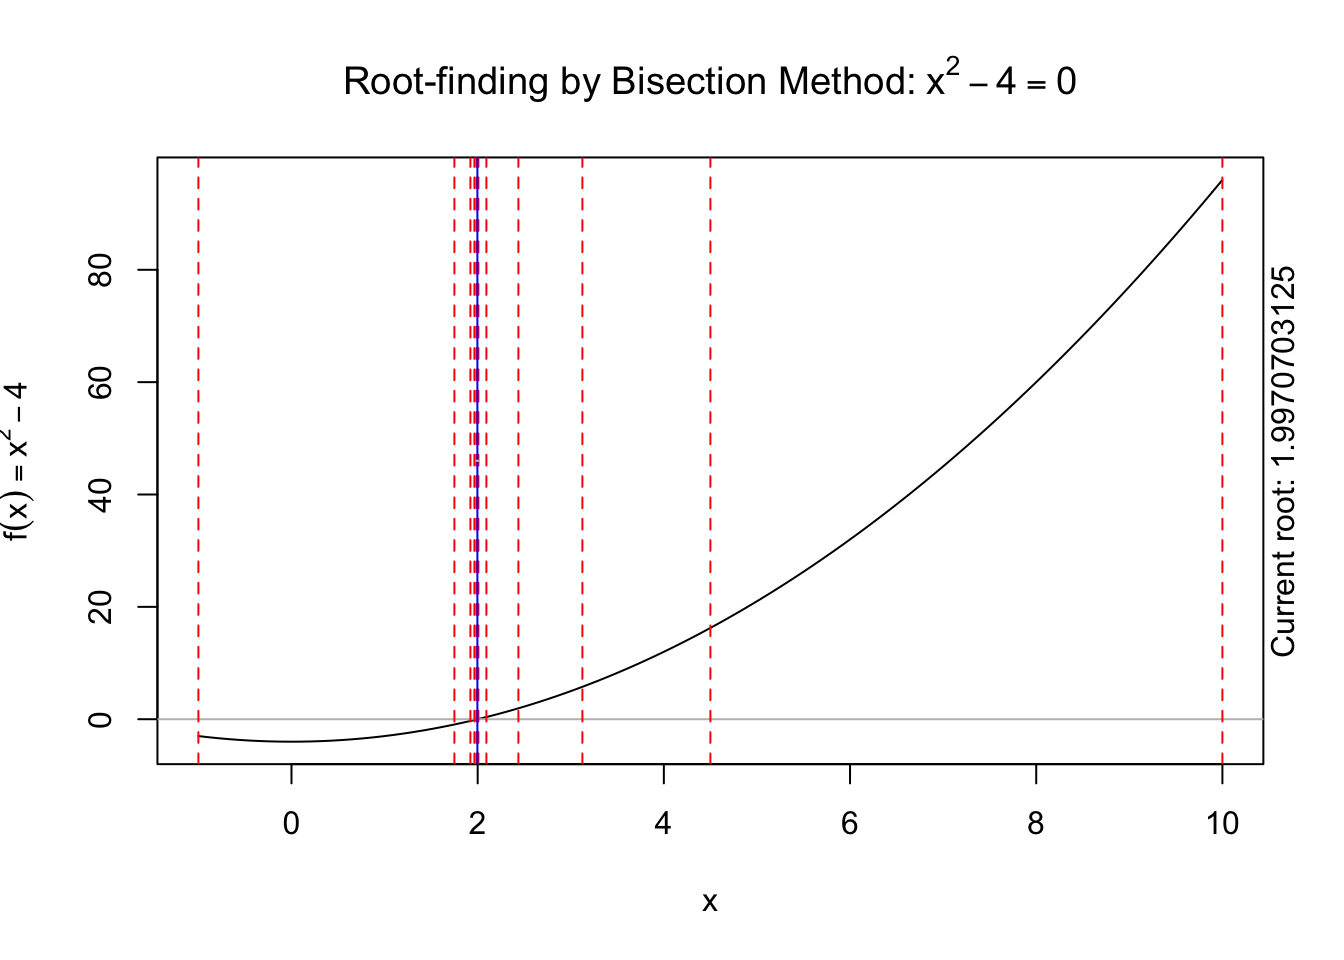 Root-finding by Bisection Method: x² − 4 = 0
f(x) = x² − 4
80
60
40
20
0
0 2 4 6 8 10
x
Current root: 1.9970703125